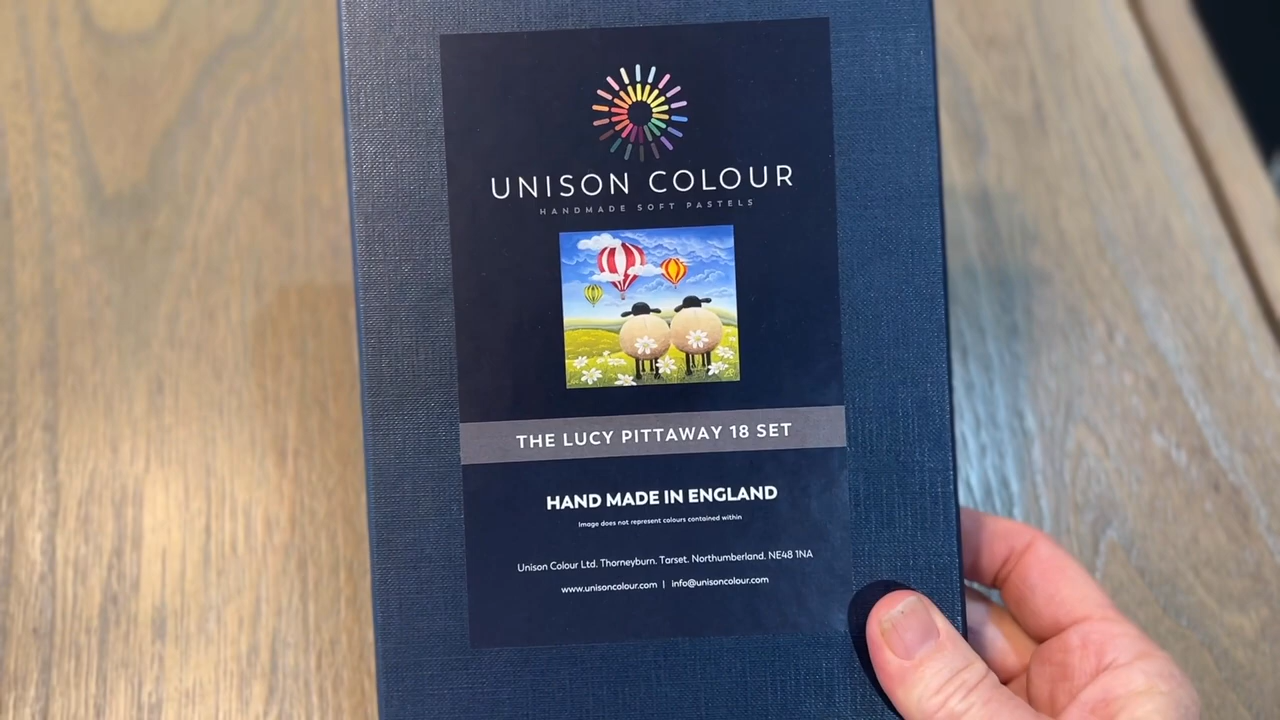 UNISON COLOUR
HANDMADE SOFT PASTELS
THE LUCY PITTAWAY 18 SET
HAND MADE IN ENGLAND
Image does not represent colours contained within
Unison Colour Ltd. Thorneyburn. Tarset. Northumberland. NE48 1NA
www.unisoncolour.com | info@unisoncolour.com